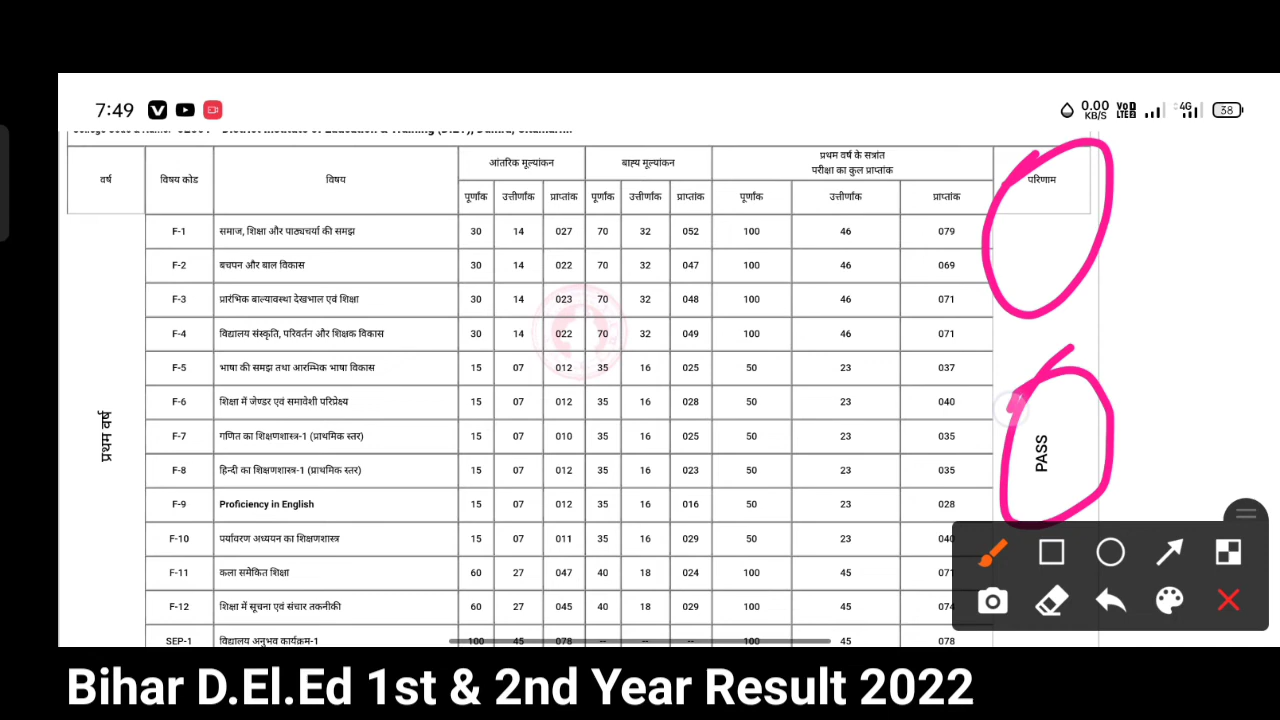 7:49
0.00 KB/S VoD LTE2 4G 38
आंतरिक मूल्यांकन बाह्य मूल्यांकन प्रथम वर्ष के सत्रांत
परीक्षा का कुल प्राप्तांक
वर्ष विषय कोड विषय परिणाम
पूर्णांक उत्तीर्णांक प्राप्तांक पूर्णांक उत्तीर्णांक प्राप्तांक पूर्णांक उत्तीर्णांक प्राप्तांक
F-1 समाज, शिक्षा और पाठ्यचर्या की समझ 30 14 027 70 32 052 100 46 079
F-2 बचपन और बाल विकास 30 14 022 70 32 047 100 46 069
F-3 प्रारंभिक बाल्यावस्था देखभाल एवं शिक्षा 30 14 023 70 32 048 100 46 071
F-4 विद्यालय संस्कृति, परिवर्तन और शिक्षक विकास 30 14 022 70 32 049 100 46 071
F-5 भाषा की समझ तथा आरम्भिक भाषा विकास 15 07 012 35 16 025 50 23 037
F-6 शिक्षा में जेण्डर एवं समावेशी परिप्रेक्ष्य 15 07 012 35 16 028 50 23 040
F-7 गणित का शिक्षणशास्त्र-1 (प्राथमिक स्तर) 15 07 010 35 16 025 50 23 035
F-8 हिन्दी का शिक्षणशास्त्र-1 (प्राथमिक स्तर) 15 07 012 35 16 023 50 23 035
F-9 Proficiency in English 15 07 012 35 16 016 50 23 028
F-10 पर्यावरण अध्ययन का शिक्षणशास्त्र 15 07 011 35 16 029 50 23 040
F-11 कला समेकित शिक्षा 60 27 047 40 18 024 100 45 071
F-12 शिक्षा में सूचना एवं संचार तकनीकी 60 27 045 40 18 029 100 45 074
SEP-1 विद्यालय अनुभव कार्यक्रम-1 100 45 078 -- -- -- 100 45 078
प्रथम वर्ष
PASS
Bihar D.El.Ed 1st & 2nd Year Result 2022